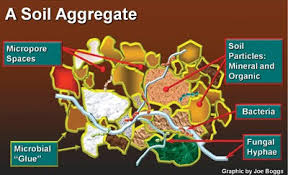 A Soil Aggregate
Micropore
Spaces
Soil
Particles:
Mineral and
Organic
Bacteria
Microbial
"Glue"
Fungal
Hyphae
Graphic by Joe Boggs